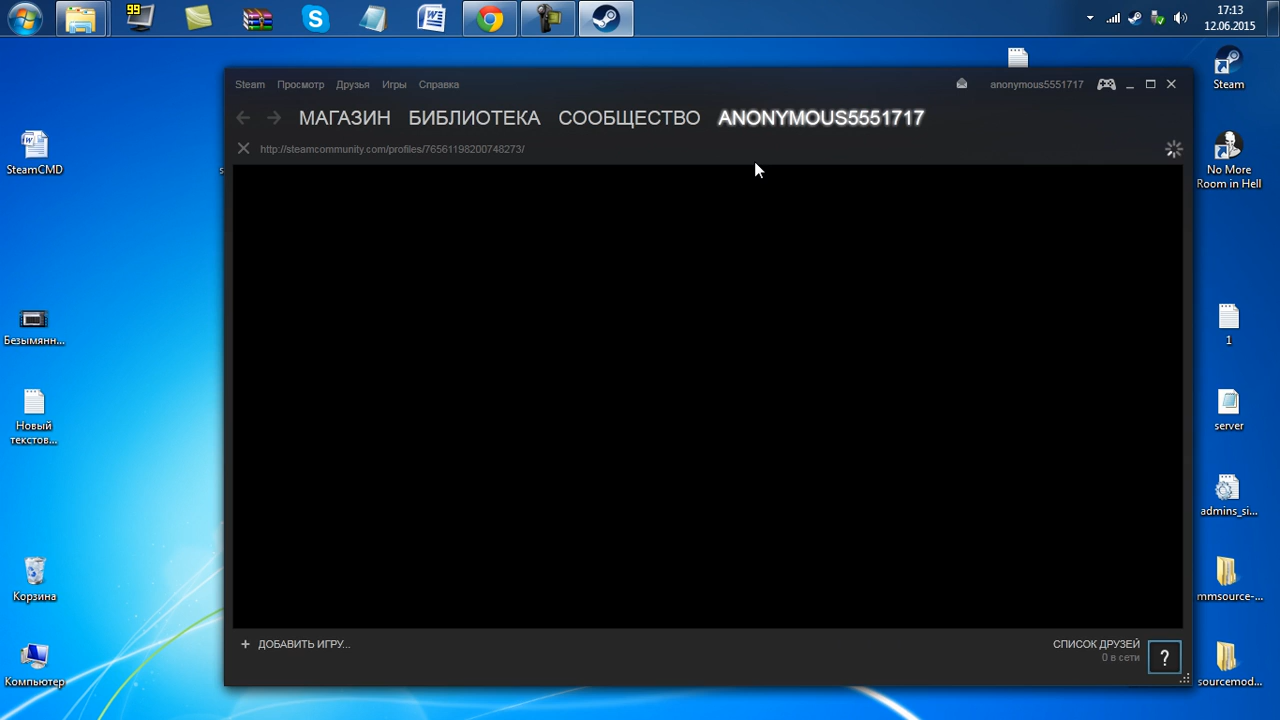 99
17:13
12.06.2015
Steam Просмотр Друзья Игры Справка
anonymous5551717
МАГАЗИН БИБЛИОТЕКА СООБЩЕСТВО ANONYMOUS5551717
http://steamcommunity.com/profiles/76561198200748273/
+ ДОБАВИТЬ ИГРУ...
СПИСОК ДРУЗЕЙ
0 в сети
?
SteamCMD
s
Безымянн...
Новый
текстов...
Корзина
Компьютер
Steam
No More
Room in Hell
1
server
admins_si...
mmsource-...
sourcemod...